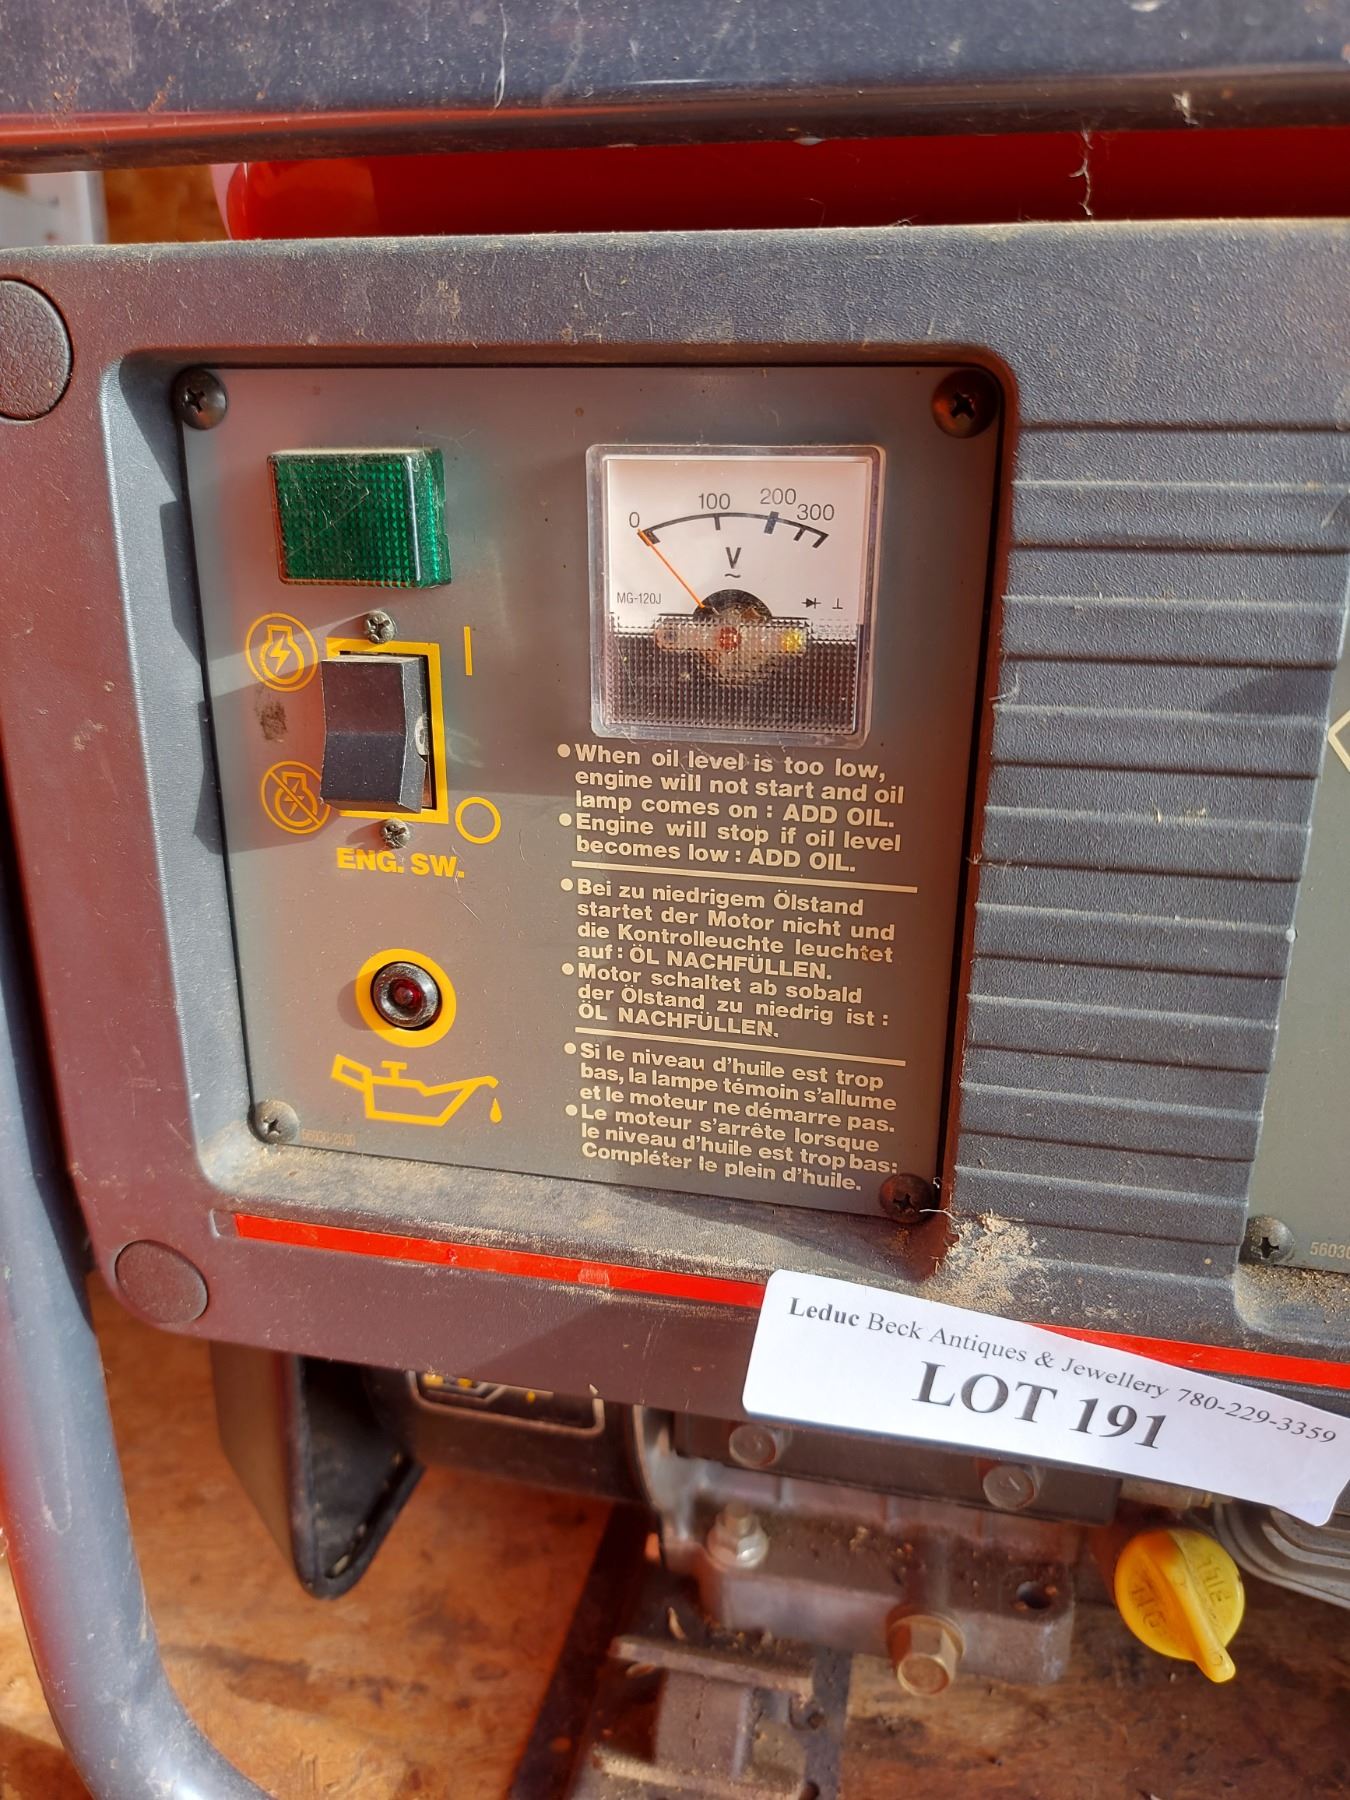 0 100 200 300
V
~
MG-120J
ENG. SW.
•When oil level is too low,
engine will not start and oil
lamp comes on : ADD OIL.
•Engine will stop if oil level
becomes low : ADD OIL.
•Bei zu niedrigem Ölstand
startet der Motor nicht und
die Kontrolleuchte leuchtet
auf : ÖL NACHFÜLLEN.
•Motor schaltet ab sobald
der Ölstand zu niedrig ist :
ÖL NACHFÜLLEN.
•Si le niveau d'huile est trop
bas, la lampe témoin s'allume
et le moteur ne démarre pas.
•Le moteur s'arrête lorsque
le niveau d'huile est trop bas:
Compléter le plein d'huile.
56030-2530
56030
Leduc Beck Antiques & Jewellery 780-229-3359
LOT 191